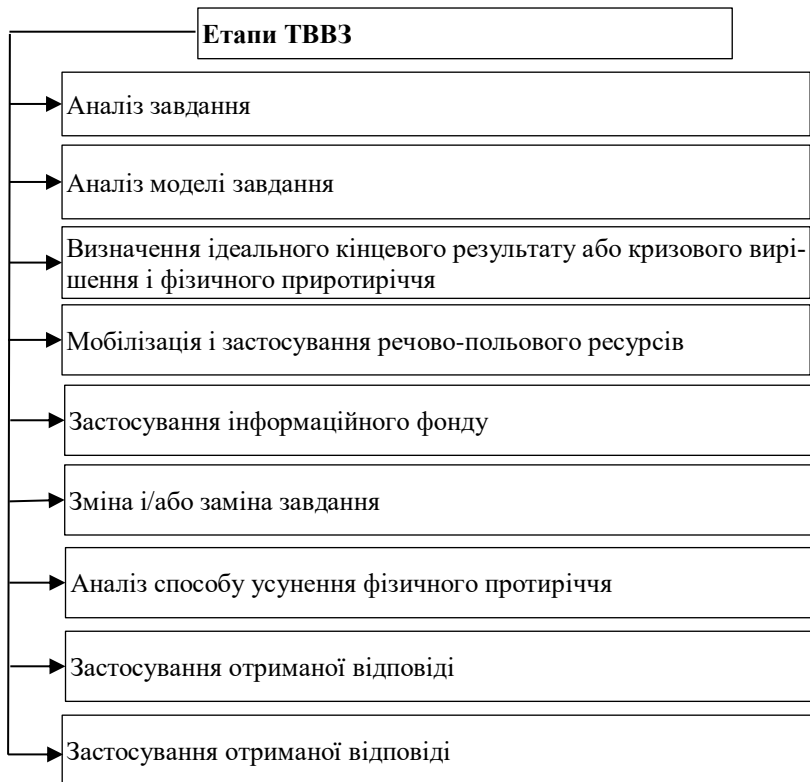 Етапи ТВВЗ
Аналіз завдання
Аналіз моделі завдання
Визначення ідеального кінцевого результату або кризового вирі-
шення і фізичного приротиріччя
Мобілізація і застосування речово-польового ресурсів
Застосування інформаційного фонду
Зміна і/або заміна завдання
Аналіз способу усунення фізичного протиріччя
Застосування отриманої відповіді
Застосування отриманої відповіді